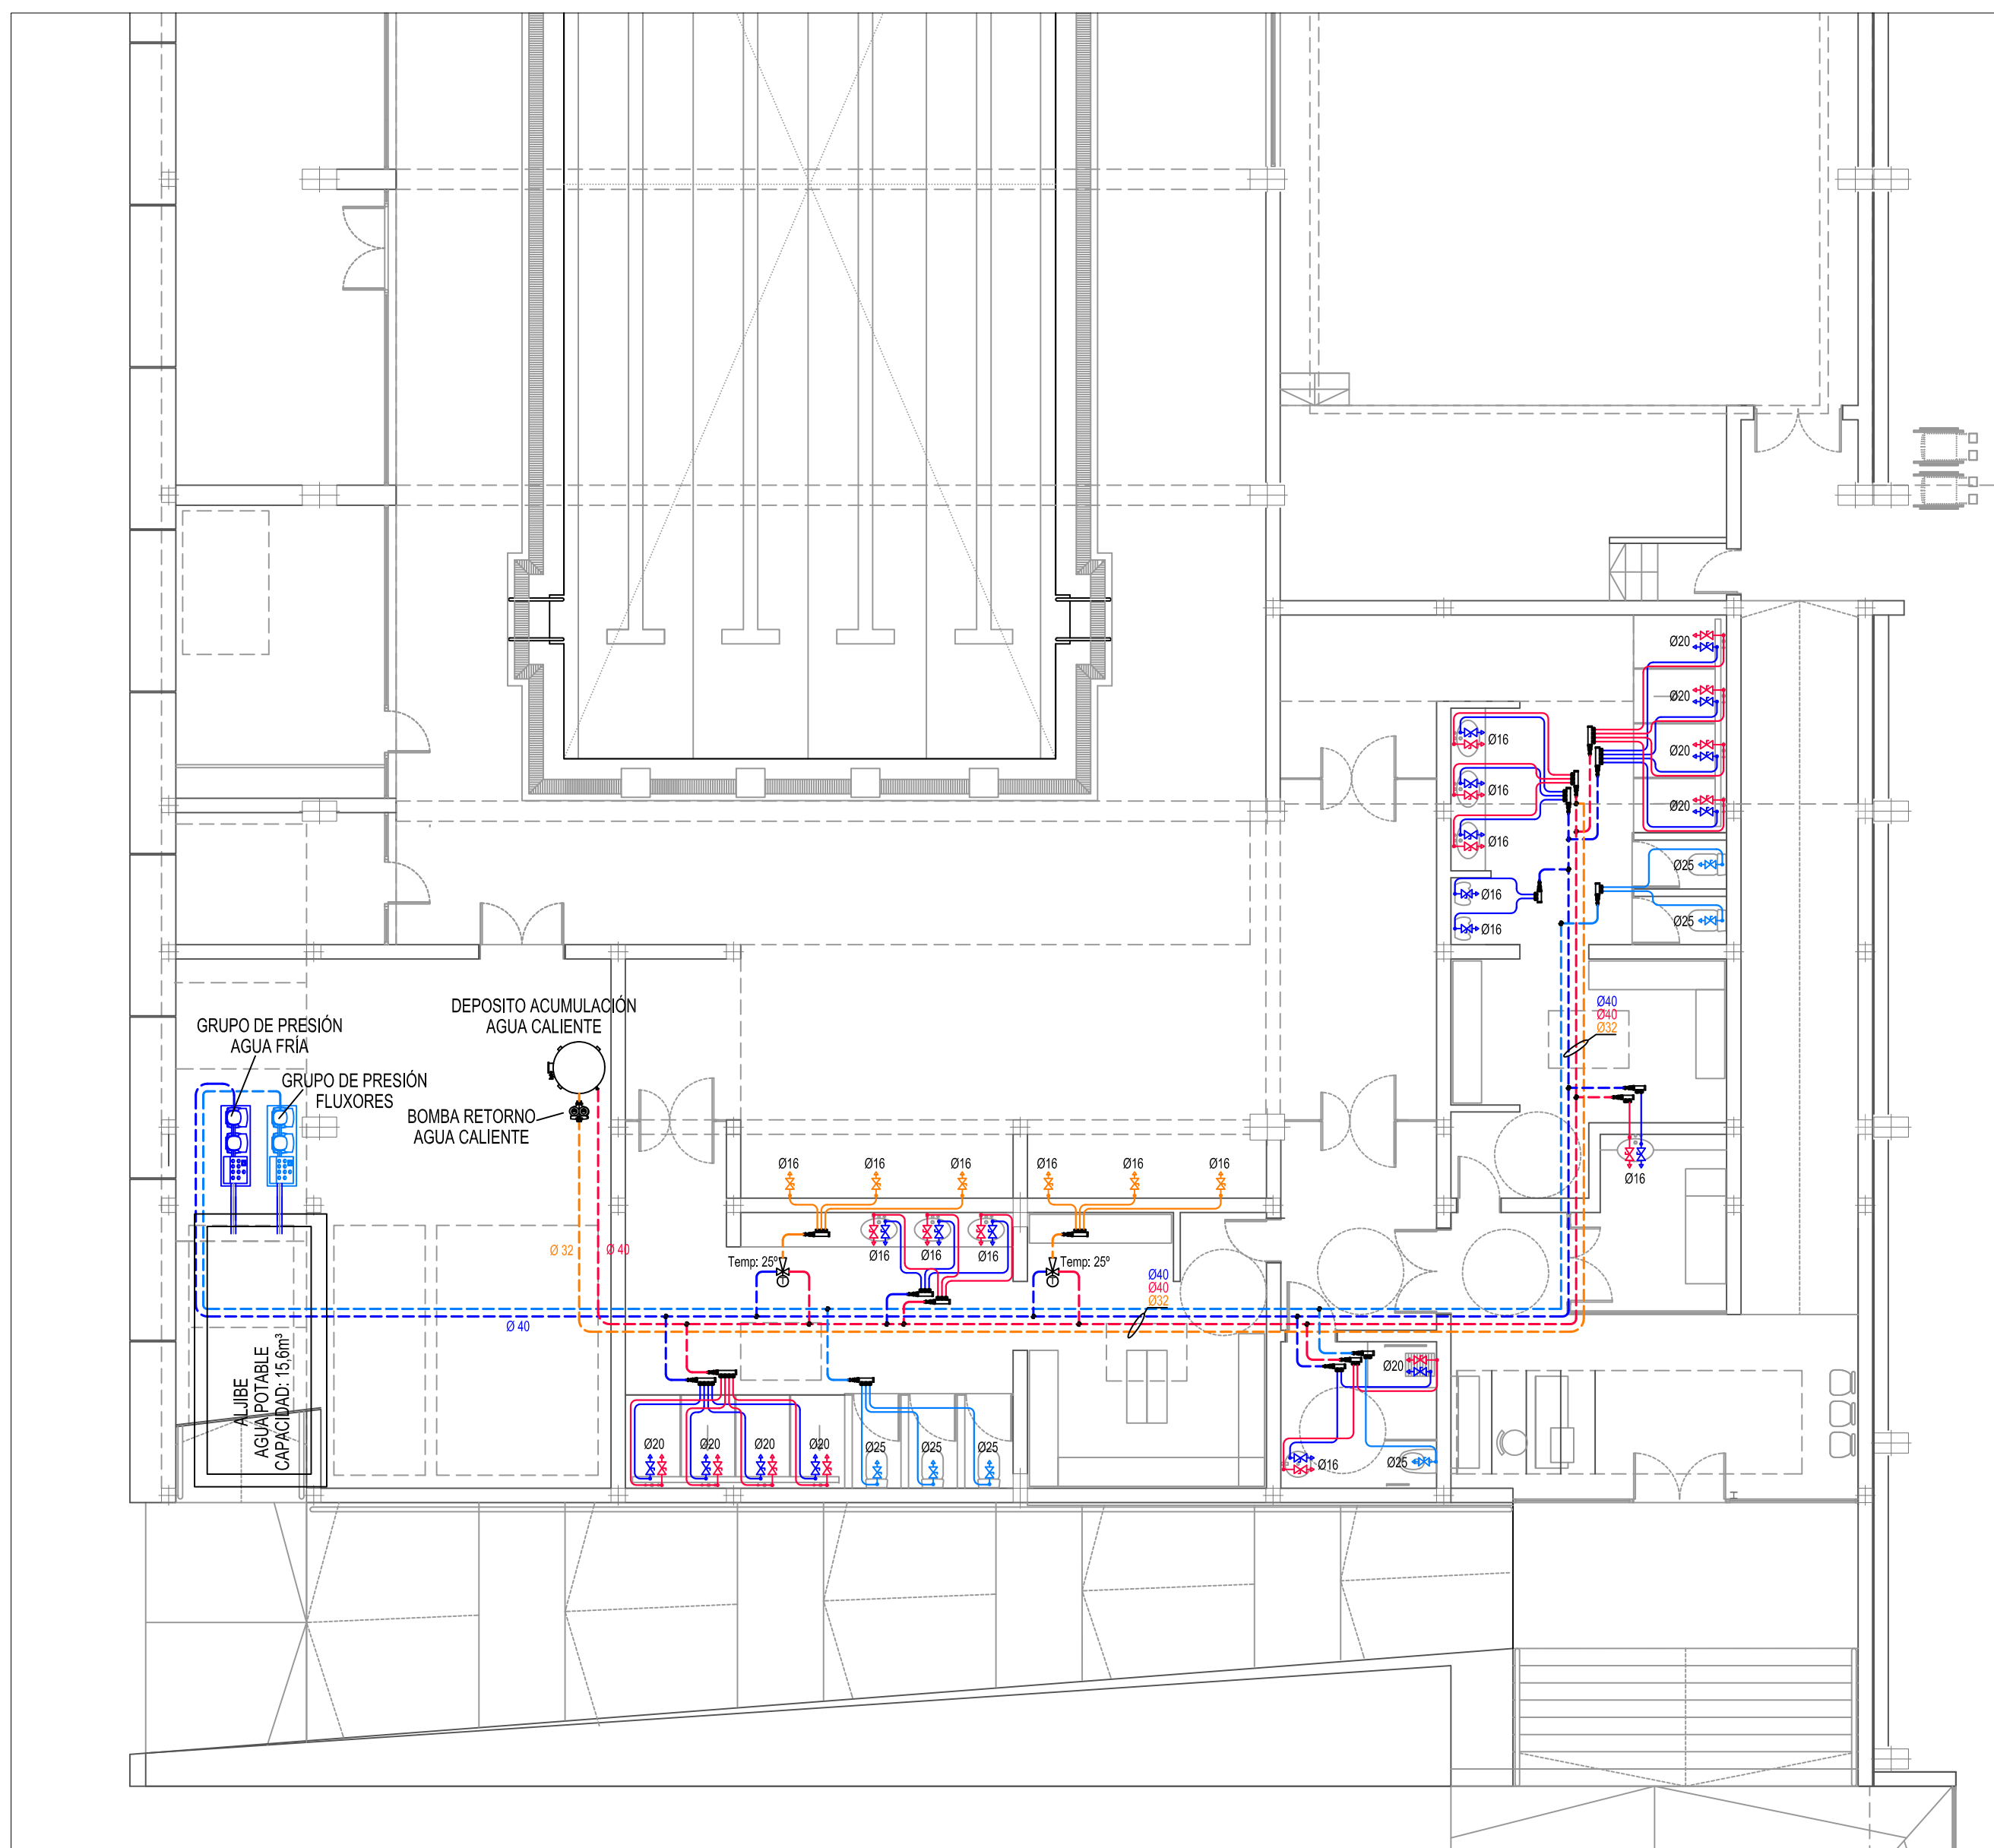 Ø20
Ø20
Ø16
Ø20
Ø16
Ø20
Ø16
Ø25
Ø16
Ø25
Ø16
DEPOSITO ACUMULACIÓN
AGUA CALIENTE
Ø40
Ø40
Ø32
GRUPO DE PRESIÓN
AGUA FRÍA
GRUPO DE PRESIÓN
FLUXORES
BOMBA RETORNO
AGUA CALIENTE
Ø16
Ø16
Ø16
Ø16
Ø16
Ø16
Ø16
Ø 32
Ø 40
Temp: 25º
Ø16
Ø16
Ø16
Temp: 25º
Ø40
Ø40
Ø32
Ø 40
ALJIBE
AGUA POTABLE
CAPACIDAD: 15,6m³
Ø20
Ø20
Ø20
Ø20
Ø20
Ø25
Ø25
Ø25
Ø16
Ø25